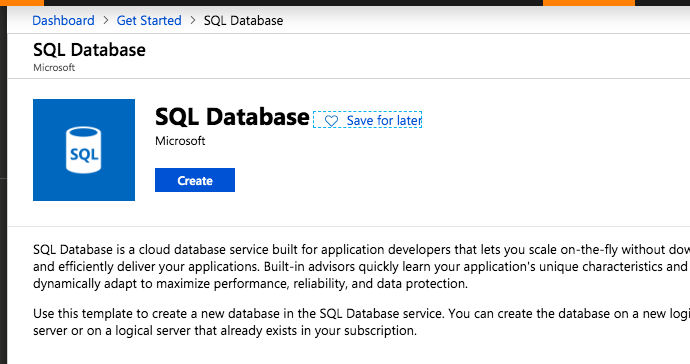 Dashboard > Get Started > SQL Database
SQL Database
Microsoft
SQL
SQL Database ♡ Save for later
Microsoft
Create
SQL Database is a cloud database service built for application developers that lets you scale on-the-fly without dow
and efficiently deliver your applications. Built-in advisors quickly learn your application's unique characteristics and
dynamically adapt to maximize performance, reliability, and data protection.
Use this template to create a new database in the SQL Database service. You can create the database on a new logi
server or on a logical server that already exists in your subscription.